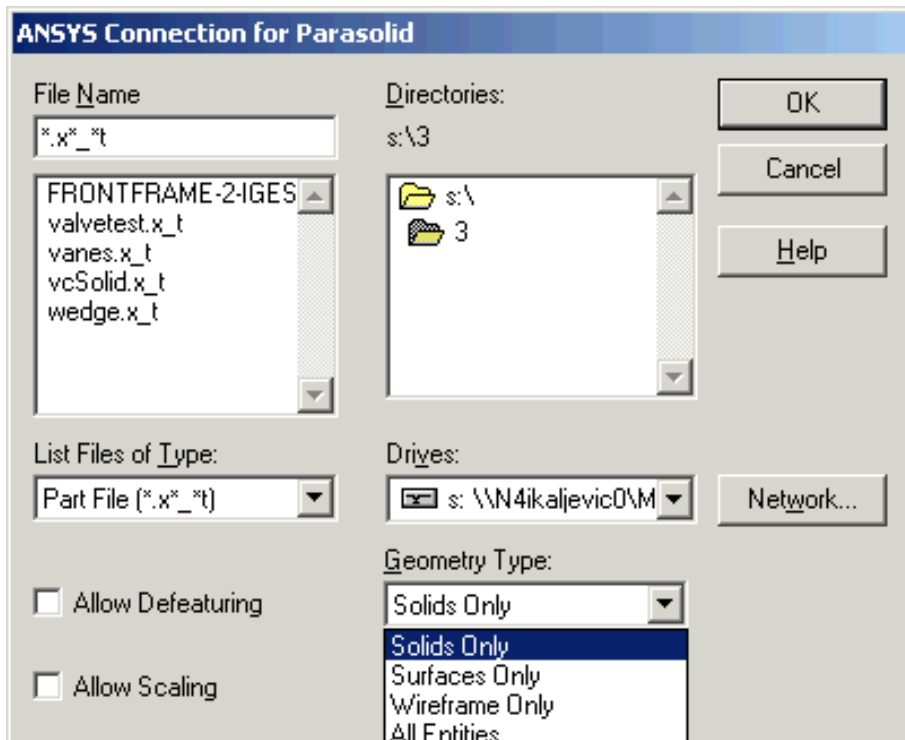 ANSYS Connection for Parasolid
File Name
Directories:
OK
*.x*_*t
s:\3
Cancel
FRONTFRAME-2-IGES
valvetest.x_t
vanes.x_t
vcSolid.x_t
wedge.x_t
s:\
3
Help
List Files of Type:
Drives:
Part File (*.x*_*t)
s: \\N4ikaljevic0\M
Network...
Geometry Type:
Allow Defeaturing
Solids Only
Solids Only
Surfaces Only
Allow Scaling
Wireframe Only
All Entities